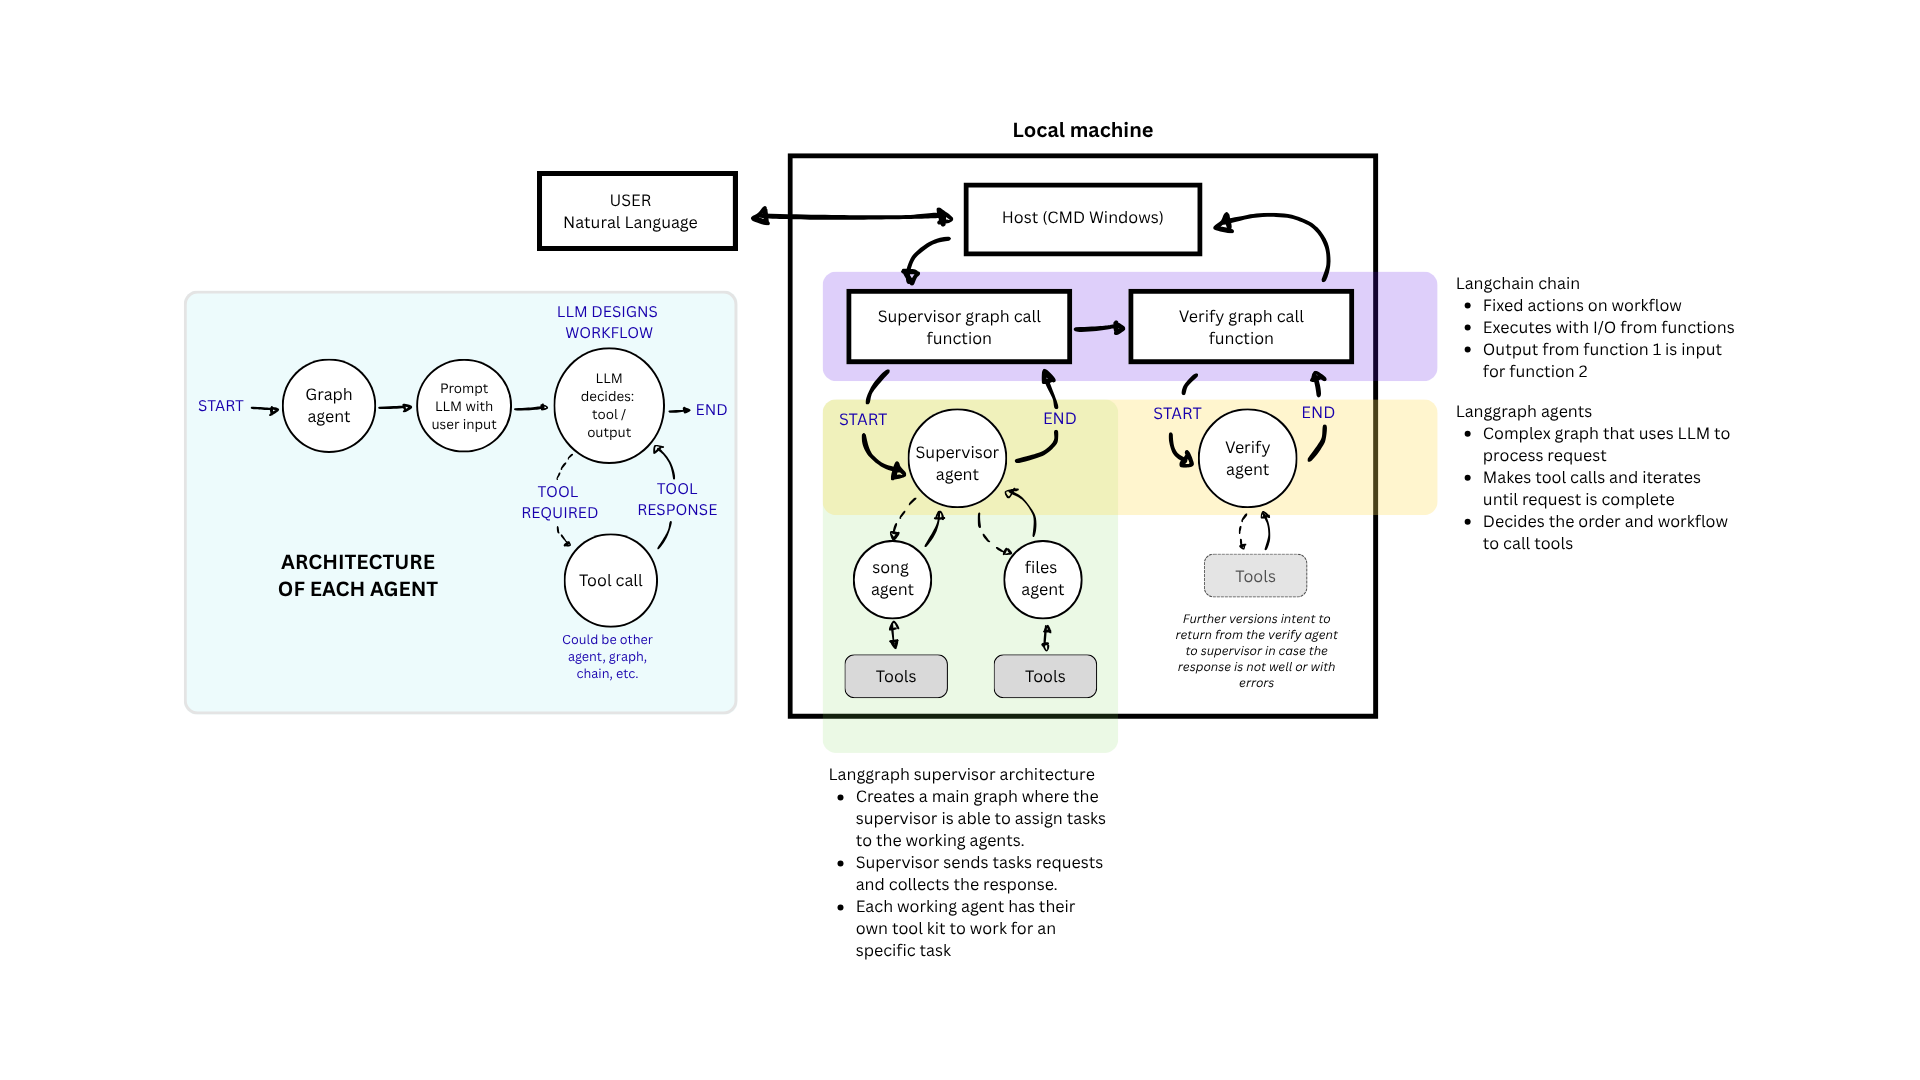 Local machine
USER
Natural Language
Host (CMD Windows)
Supervisor graph call
function
Verify graph call
function
Langchain chain
• Fixed actions on workflow
• Executes with I/O from functions
• Output from function 1 is input
for function 2
START
Supervisor
agent
END
START
Verify
agent
END
Langgraph agents
• Complex graph that uses LLM to
process request
• Makes tool calls and iterates
until request is complete
• Decides the order and workflow
to call tools
song
agent
files
agent
Tools
Tools
Tools
Further versions intent to
return from the verify agent
to supervisor in case the
response is not well or with
errors
LLM DESIGNS
WORKFLOW
START
Graph
agent
Prompt
LLM with
user input
LLM
decides:
tool /
output
END
TOOL
REQUIRED
TOOL
RESPONSE
ARCHITECTURE
OF EACH AGENT
Tool call
Could be other
agent, graph,
chain, etc.
Langgraph supervisor architecture
• Creates a main graph where the
supervisor is able to assign tasks
to the working agents.
• Supervisor sends tasks requests
and collects the response.
• Each working agent has their
own tool kit to work for an
specific task